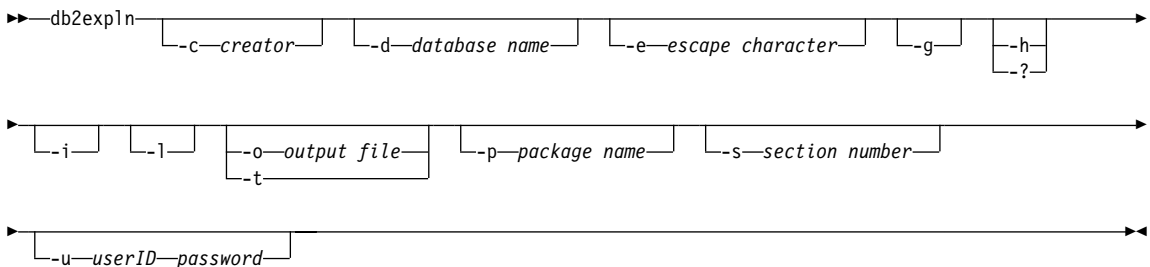 db2expln -c creator -d database name -e escape character -g -h
-?
-i -l -o output file -p package name -s section number
-t
-u userID password